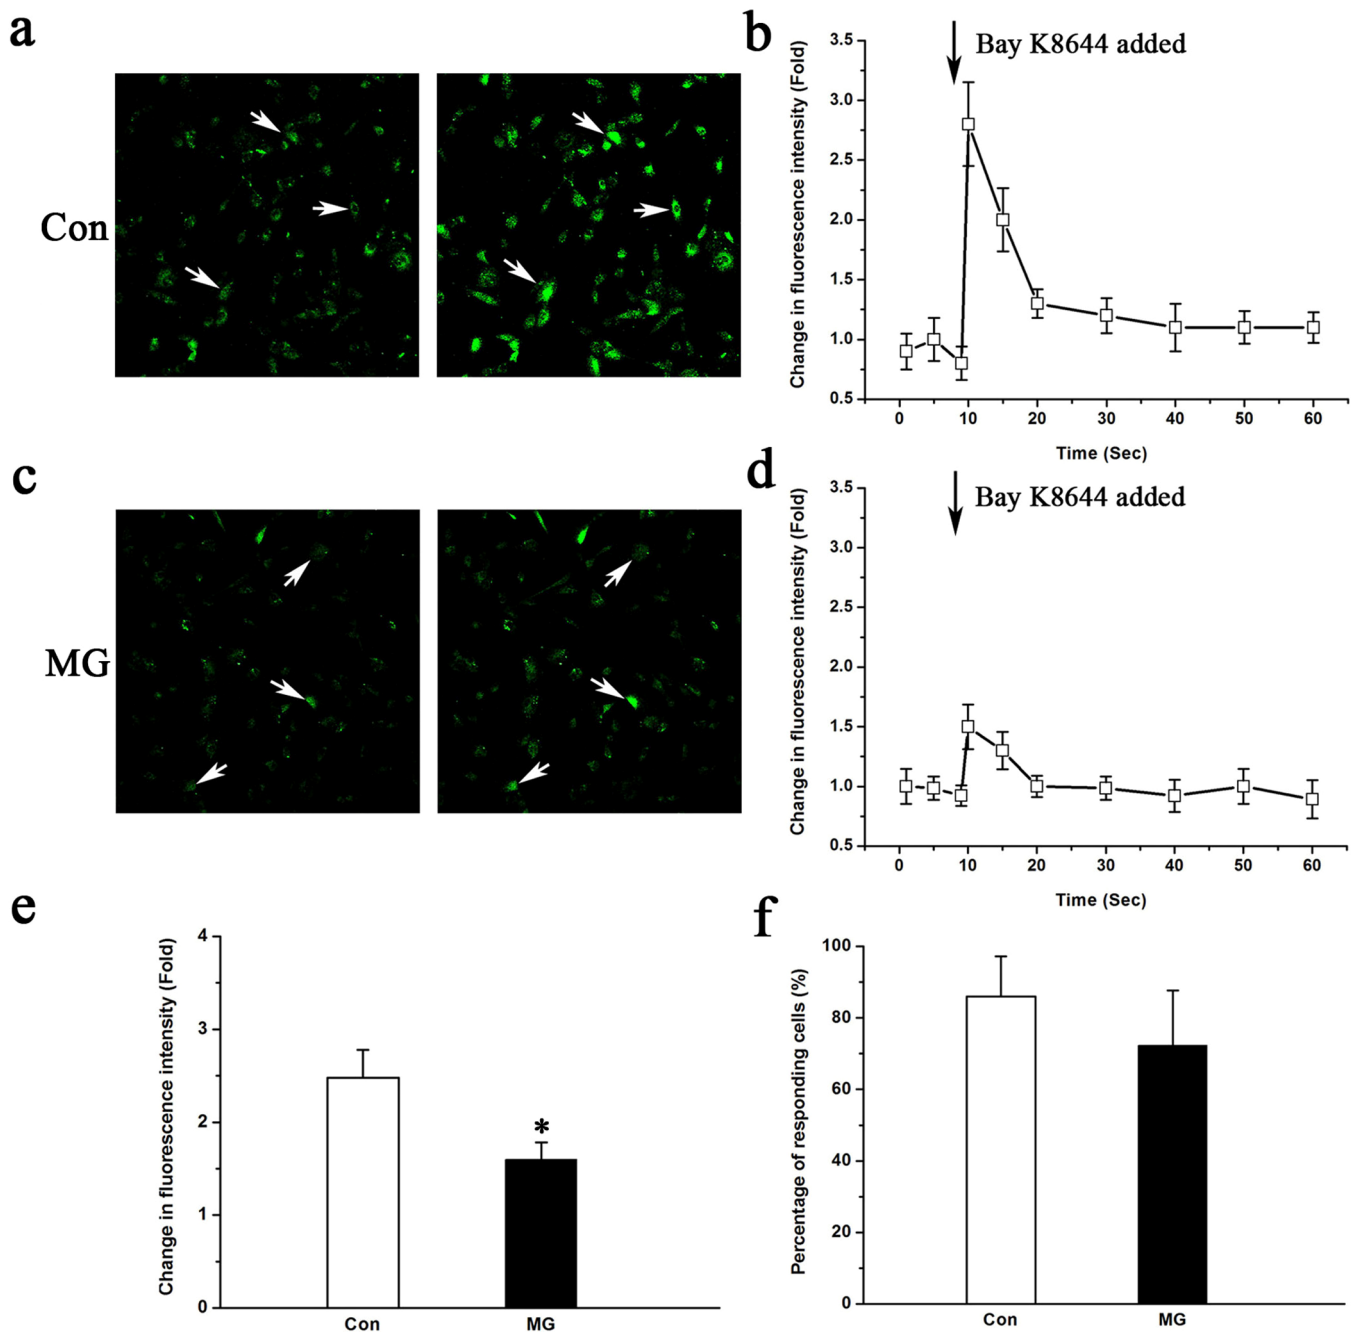 a
Con
b
Bay K8644 added
Change in fluorescence intensity (Fold)
3.5
3.0
2.5
2.0
1.5
1.0
0.5
0 10 20 30 40 50 60
Time (Sec)
c
MG
d
Bay K8644 added
Change in fluorescence intensity (Fold)
3.5
3.0
2.5
2.0
1.5
1.0
0.5
0 10 20 30 40 50 60
Time (Sec)
e
Change in fluorescence intensity (Fold)
4
3
2
1
0
*
Con MG
f
Percentage of responding cells (%)
100
80
60
40
20
0
Con MG